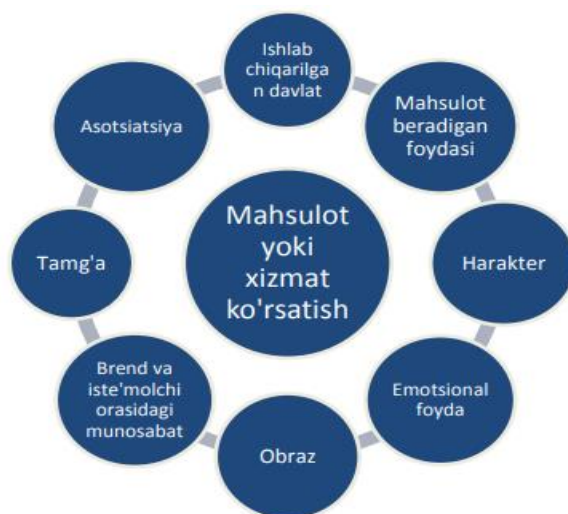 Ishlab
chiqarilga
n davlat
Mahsulot
beradigan
foydasi
Harakter
Emotsional
foyda
Obraz
Brend va
iste'molchi
orasidagi
munosabat
Tamg'a
Asotsiatsiya
Mahsulot
yoki
xizmat
ko'rsatish